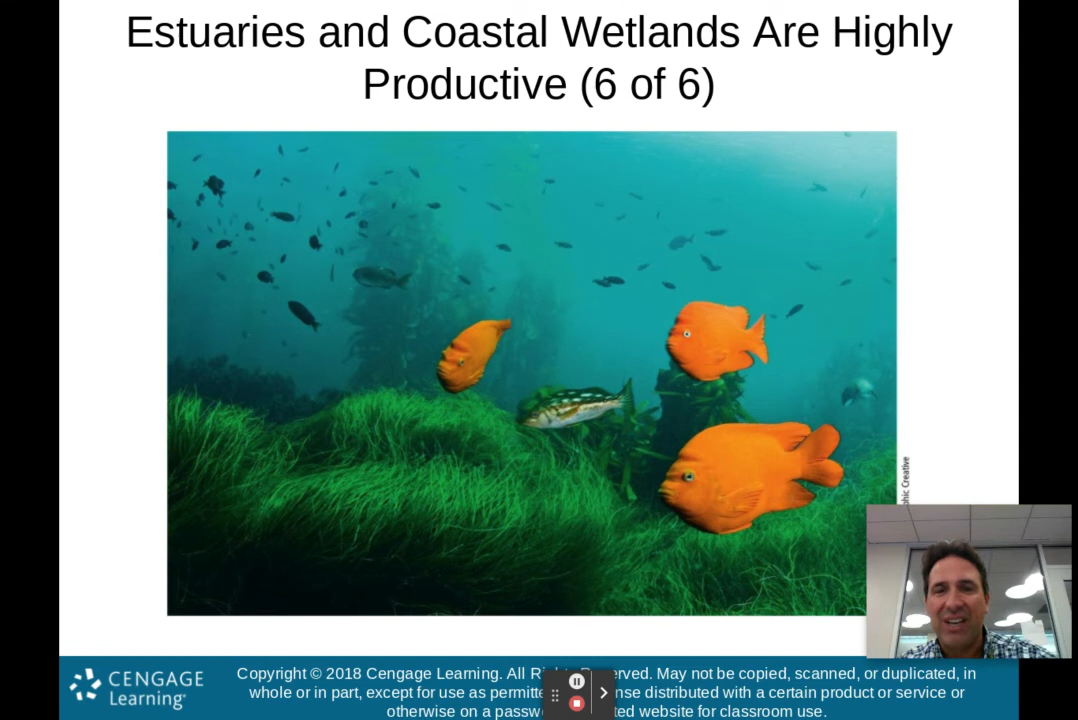 Estuaries and Coastal Wetlands Are Highly
Productive (6 of 6)
Creative
CENGAGE
Learning
Copyright © 2018 Cengage Learning. All erved. May not be copied, scanned, or duplicated, in
whole or in part, except for use as permitte nse distributed with a certain product or service or
otherwise on a passw ted website for classroom use.